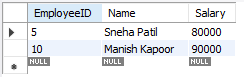 EmployeeID Name Salary
5 Sneha Patil 80000
10 Manish Kapoor 90000
NULL NULL NULL